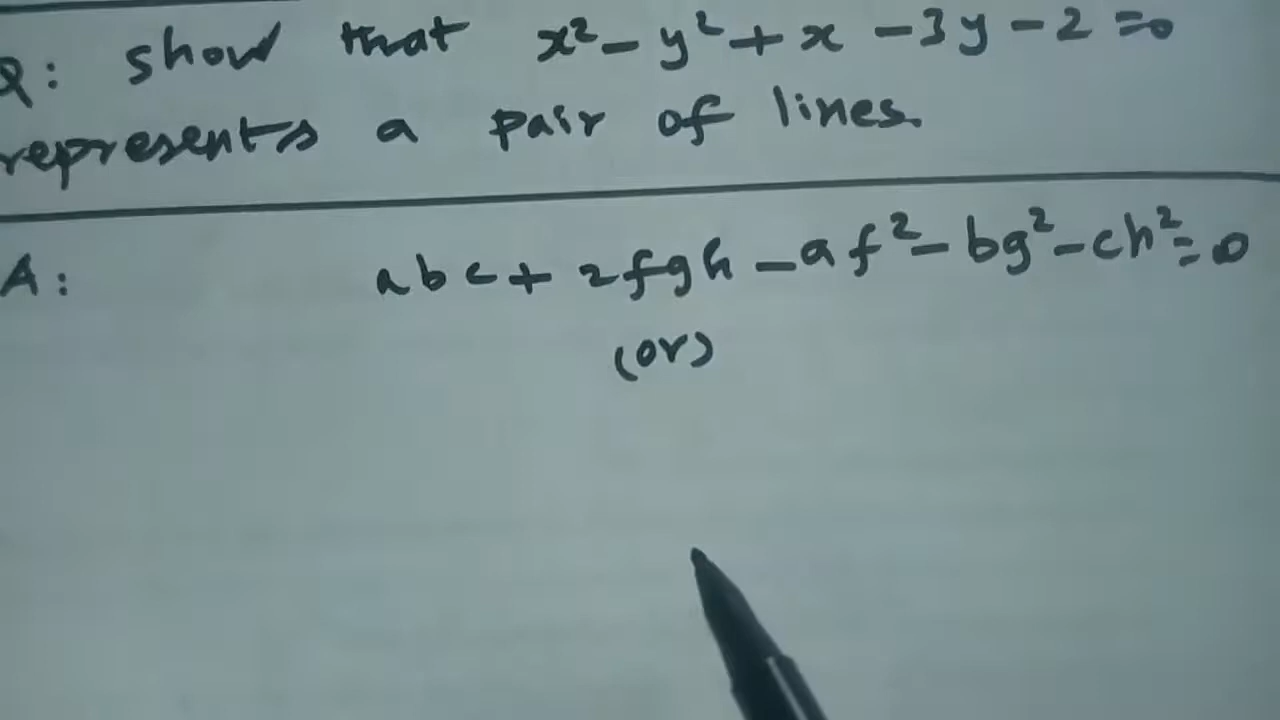 Q: show that x² - y² + x - 3y - 2 = 0
represents a pair of lines.
A: abc + 2fgh - af² - bg² - ch² = 0
(or)